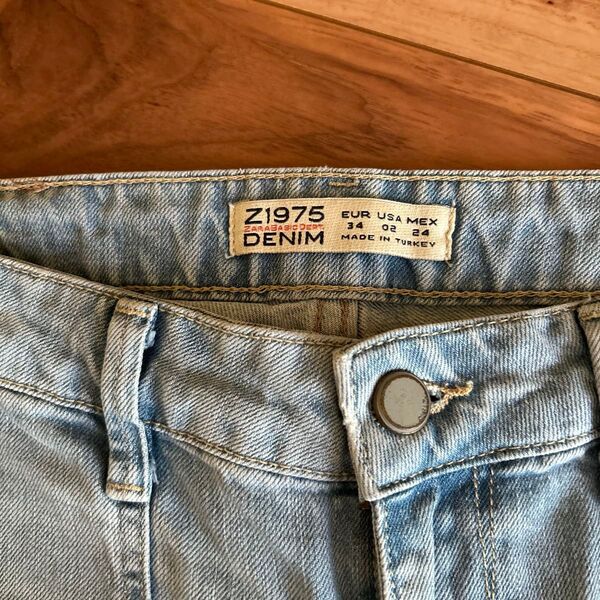 Z1975
ZARA BASIC DEPT.
DENIM
EUR USA MEX
34 02 24
MADE IN TURKEY